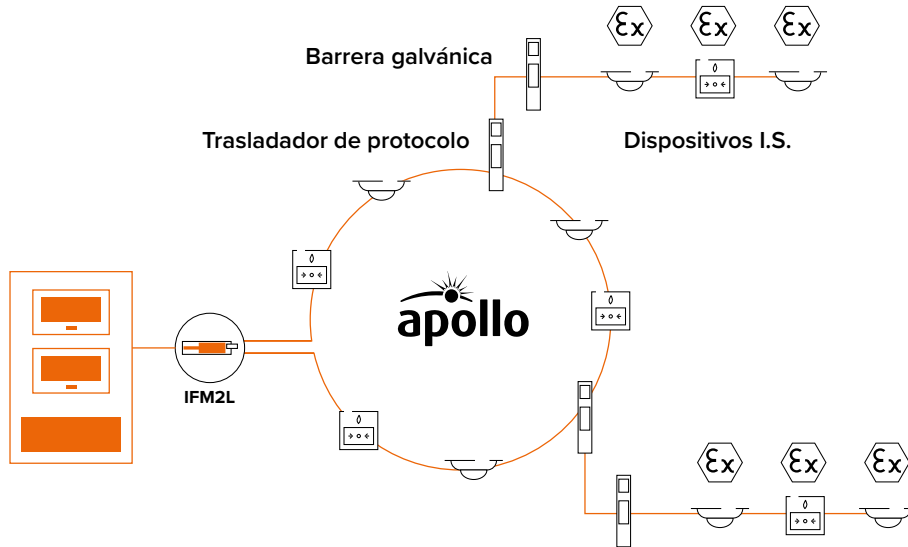 Ex Ex Ex
Barrera galvánica
Trasladador de protocolo
Dispositivos I.S.
apollo
IFM2L
Ex Ex Ex